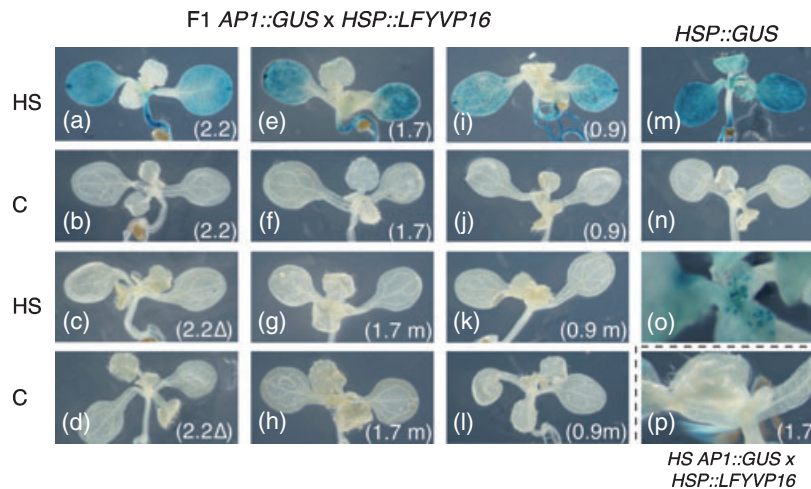 F1 AP1::GUS x HSP::LFYVP16
HSP::GUS
HS
(a) (2.2) (e) (1.7) (i) (0.9) (m)
C
(b) (2.2) (f) (1.7) (j) (0.9) (n)
HS
(c) (2.2Δ) (g) (1.7 m) (k) (0.9 m) (o)
C
(d) (2.2Δ) (h) (1.7 m) (l) (0.9m) (p) (1.7
HS AP1::GUS x
HSP::LFYVP16